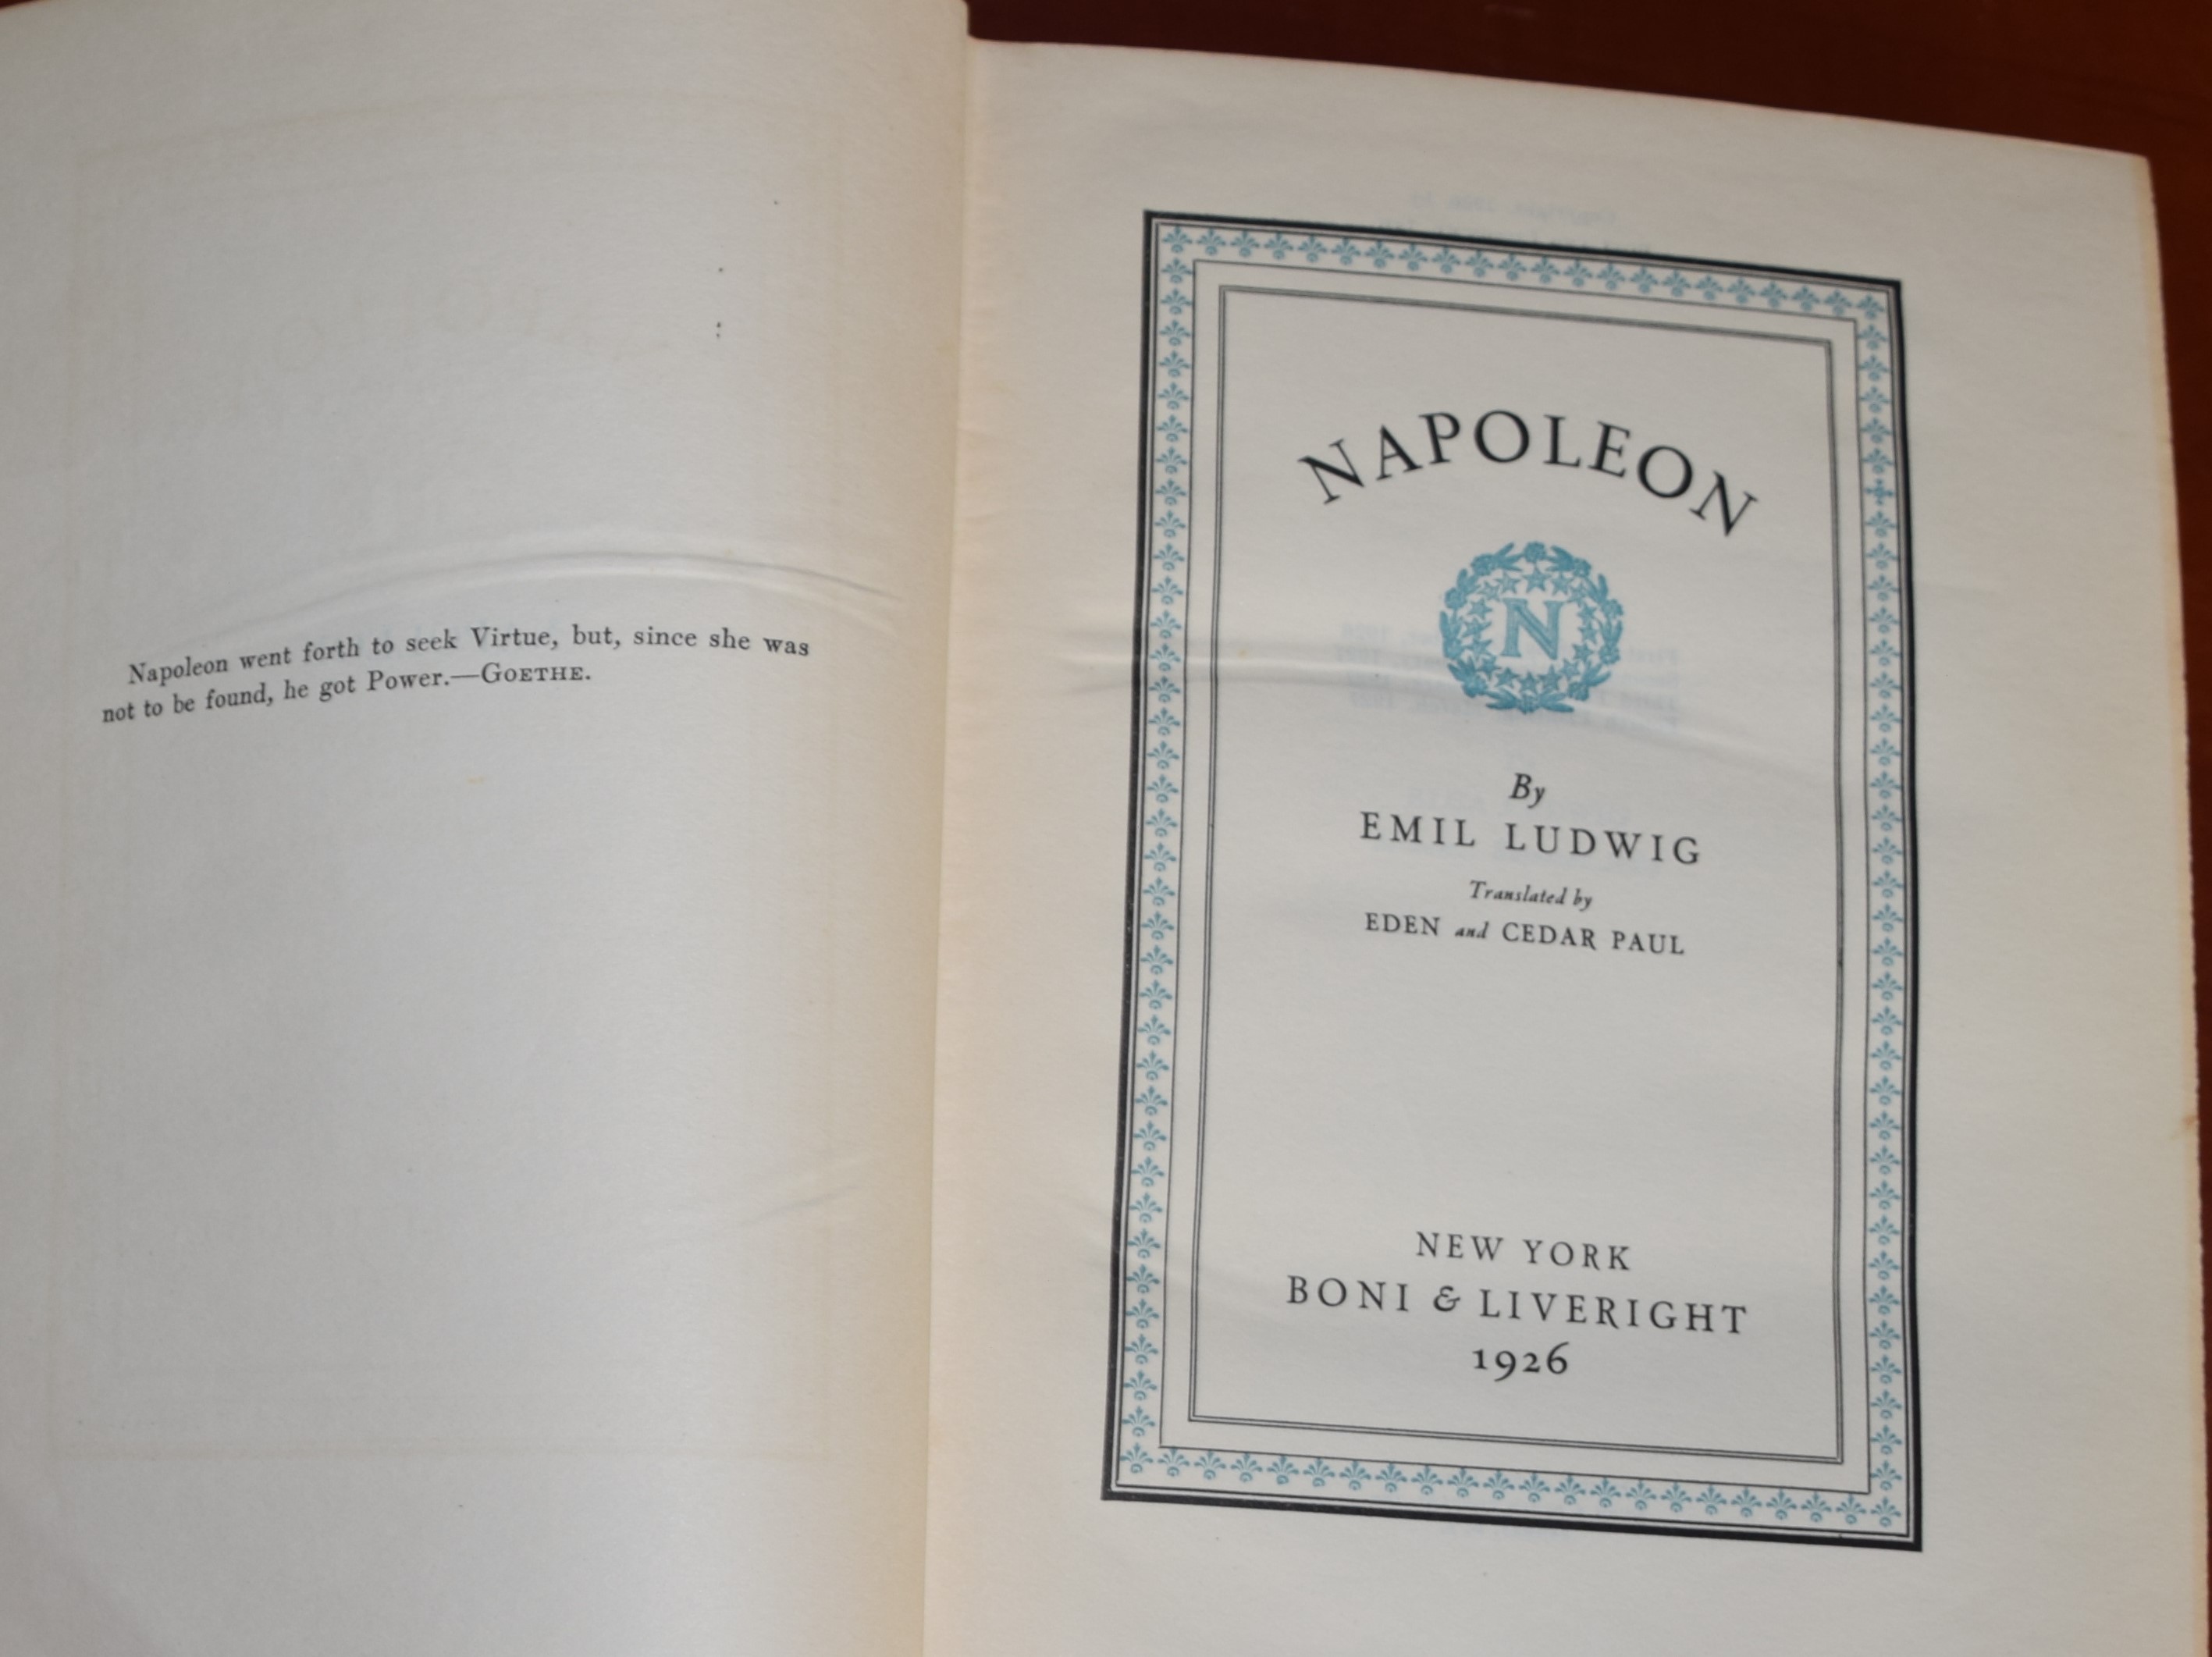 Napoleon went forth to seek Virtue, but, since she was
not to be found, he got Power.—GOETHE.
NAPOLEON
N
By
EMIL LUDWIG
Translated by
EDEN and CEDAR PAUL
NEW YORK
BONI & LIVERIGHT
1926